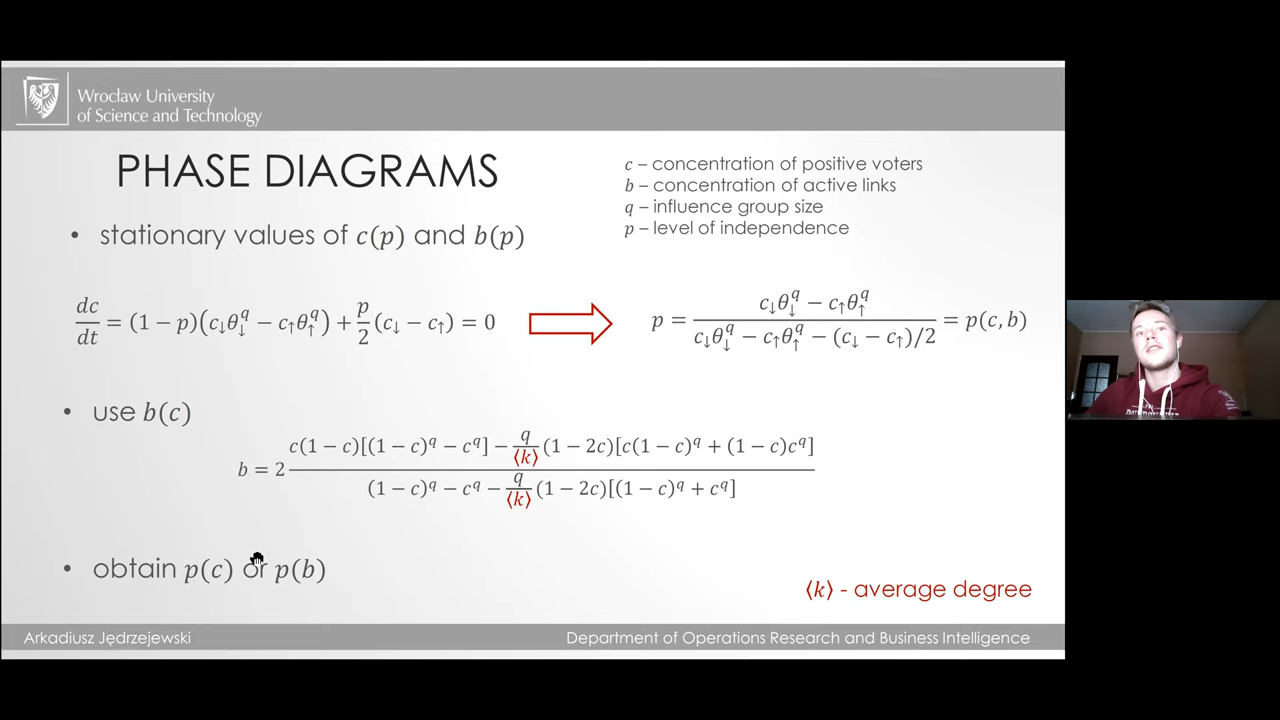 Wrocław University
of Science and Technology
PHASE DIAGRAMS
c – concentration of positive voters
b – concentration of active links
q – influence group size
p – level of independence
• stationary values of c(p) and b(p)
dc/dt = (1 − p)(c↓θ↓^q − c↑θ↑^q) + p/2 (c↓ − c↑) = 0
p = (c↓θ↓^q − c↑θ↑^q) / (c↓θ↓^q − c↑θ↑^q − (c↓ − c↑)/2) = p(c, b)
• use b(c)
b = 2 (c(1 − c)[(1 − c)^q − c^q] − q/⟨k⟩ (1 − 2c)[c(1 − c)^q + (1 − c)c^q]) / ((1 − c)^q − c^q − q/⟨k⟩ (1 − 2c)[(1 − c)^q + c^q])
• obtain p(c) or p(b)
⟨k⟩ - average degree
Arkadiusz Jędrzejewski
Department of Operations Research and Business Intelligence